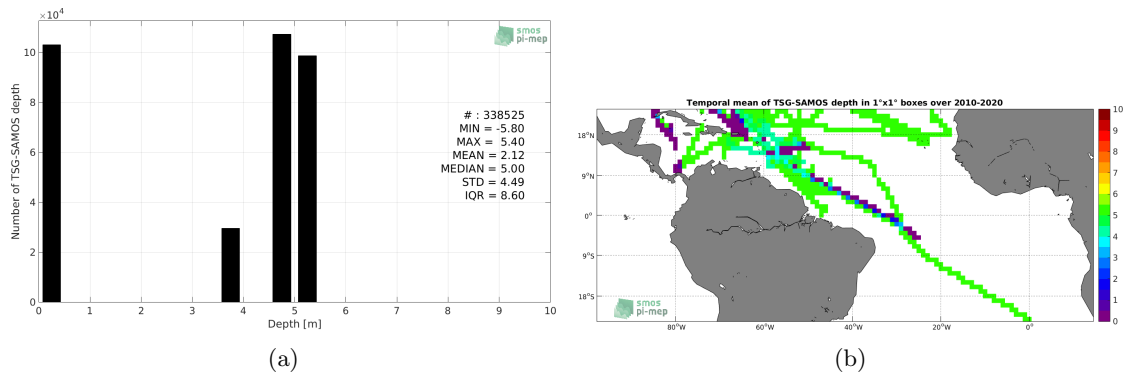 ×10⁴
smos
pi-mep
10
8
6
4
2
0
Number of TSG-SAMOS depth
# : 338525
MIN = -5.80
MAX = 5.40
MEAN = 2.12
MEDIAN = 5.00
STD = 4.49
IQR = 8.60
0 1 2 3 4 5 6 7 8 9 10
Depth [m]
(a)
Temporal mean of TSG-SAMOS depth in 1°x1° boxes over 2010-2020
18°N
9°N
0°
9°S
18°S
smos
pi-mep
80°W 60°W 40°W 20°W 0°
10
9
8
7
6
5
4
3
2
1
0
(b)